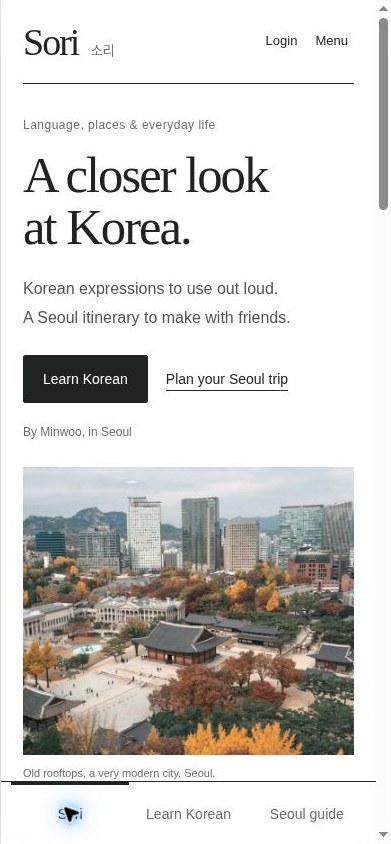 Sori 소리
Login Menu
Language, places & everyday life
A closer look
at Korea.
Korean expressions to use out loud.
A Seoul itinerary to make with friends.
Learn Korean Plan your Seoul trip
By Minwoo, in Seoul
Old rooftops, a very modern city. Seoul.
Sori Learn Korean Seoul guide